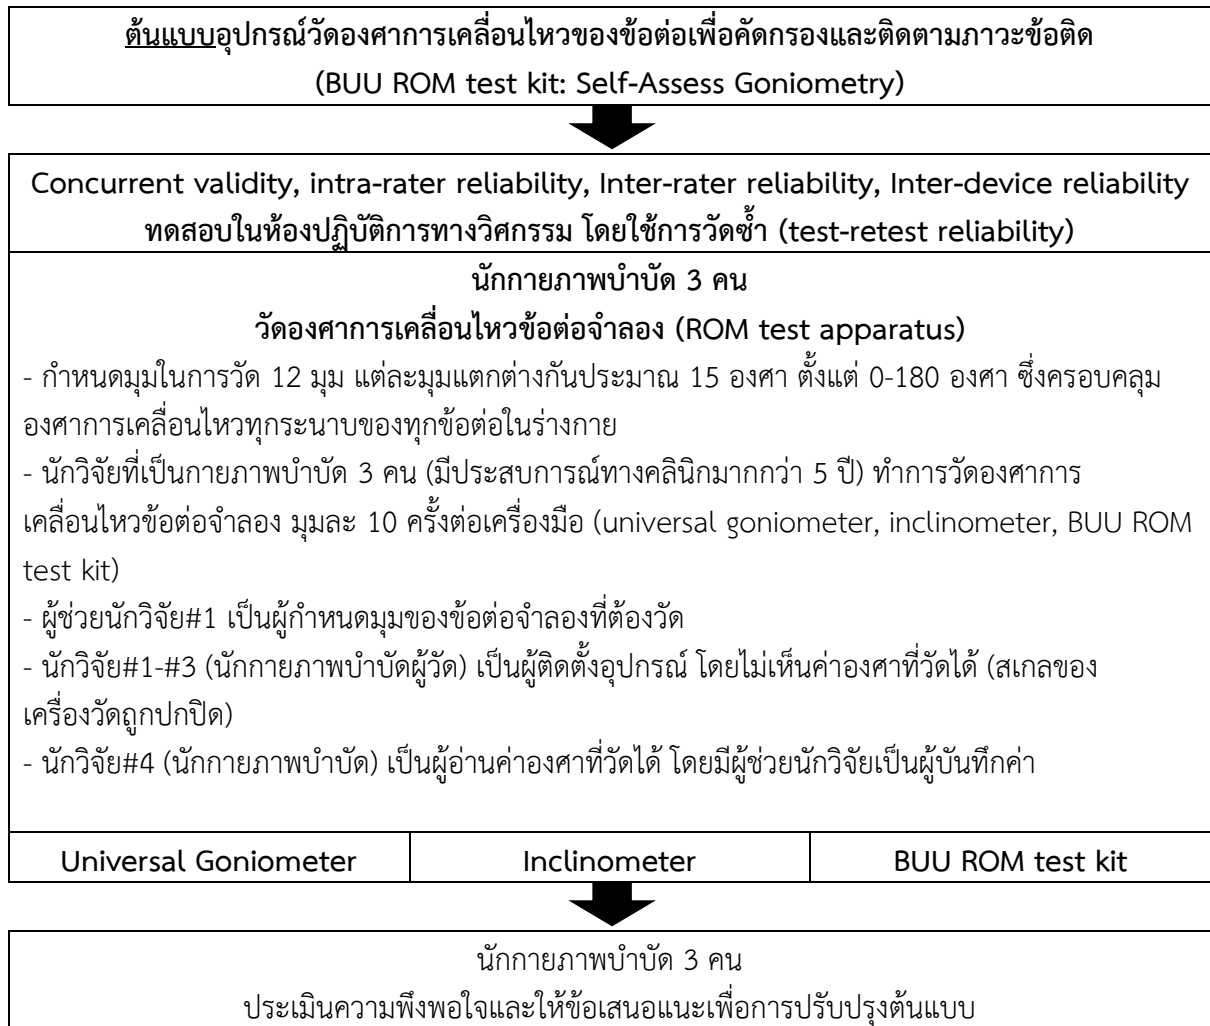 ต้นแบบอุปกรณ์วัดองศาการเคลื่อนไหวของข้อต่อเพื่อคัดกรองและติดตามภาวะข้อติด
(BUU ROM test kit: Self-Assess Goniometry)
Concurrent validity, intra-rater reliability, Inter-rater reliability, Inter-device reliability
ทดสอบในห้องปฏิบัติการทางวิศกรรม โดยใช้การวัดซ้ำ (test-retest reliability)
นักกายภาพบำบัด 3 คน
วัดองศาการเคลื่อนไหวข้อต่อจำลอง (ROM test apparatus)
- กำหนดมุมในการวัด 12 มุม แต่ละมุมแตกต่างกันประมาณ 15 องศา ตั้งแต่ 0-180 องศา ซึ่งครอบคลุม
องศาการเคลื่อนไหวทุกระนาบของทุกข้อต่อในร่างกาย
- นักวิจัยที่เป็นกายภาพบำบัด 3 คน (มีประสบการณ์ทางคลินิกมากกว่า 5 ปี) ทำการวัดองศาการ
เคลื่อนไหวข้อต่อจำลอง มุมละ 10 ครั้งต่อเครื่องมือ (universal goniometer, inclinometer, BUU ROM
test kit)
- ผู้ช่วยนักวิจัย#1 เป็นผู้กำหนดมุมของข้อต่อจำลองที่ต้องวัด
- นักวิจัย#1-#3 (นักกายภาพบำบัดผู้วัด) เป็นผู้ติดตั้งอุปกรณ์ โดยไม่เห็นค่าองศาที่วัดได้ (สเกลของ
เครื่องวัดถูกปกปิด)
- นักวิจัย#4 (นักกายภาพบำบัด) เป็นผู้อ่านค่าองศาที่วัดได้ โดยมีผู้ช่วยนักวิจัยเป็นผู้บันทึกค่า
Universal Goniometer Inclinometer BUU ROM test kit
นักกายภาพบำบัด 3 คน
ประเมินความพึงพอใจและให้ข้อเสนอแนะเพื่อการปรับปรุงต้นแบบ